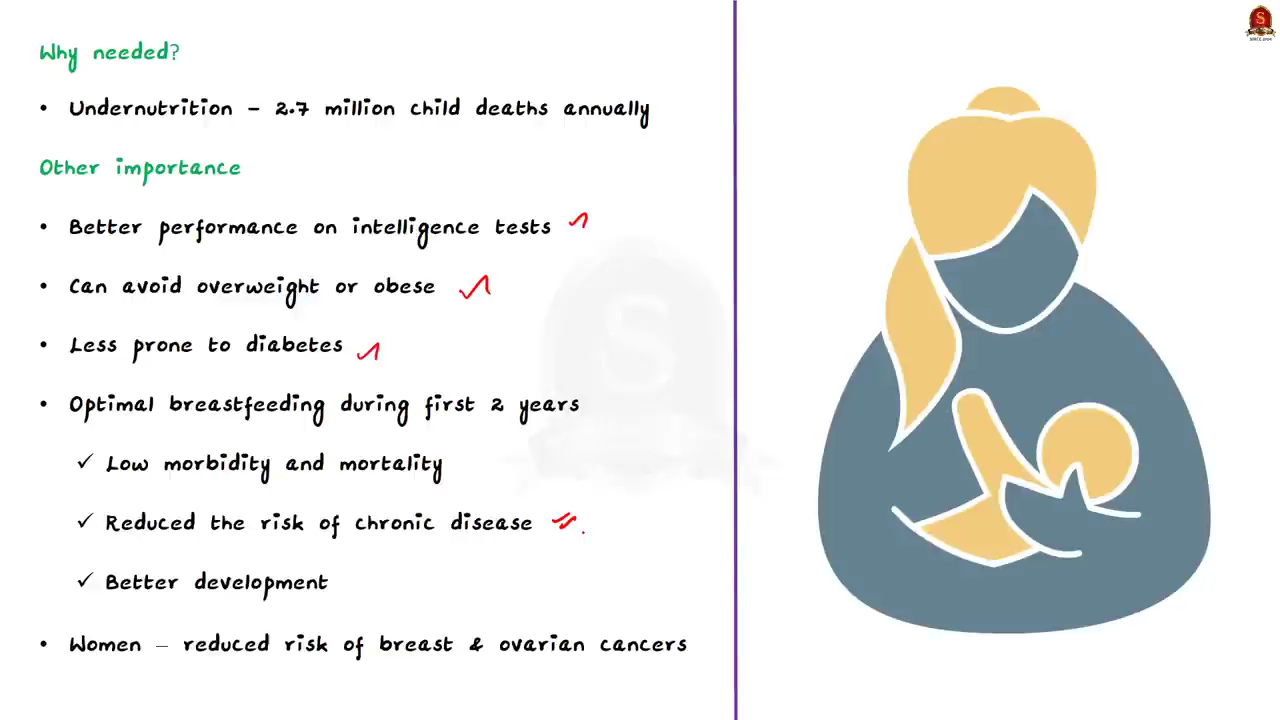 Why needed?
• Undernutrition – 2.7 million child deaths annually
Other importance
• Better performance on intelligence tests
• Can avoid overweight or obese
• Less prone to diabetes
• Optimal breastfeeding during first 2 years
✓ Low morbidity and mortality
✓ Reduced the risk of chronic disease
✓ Better development
• Women – reduced risk of breast & ovarian cancers
S
S